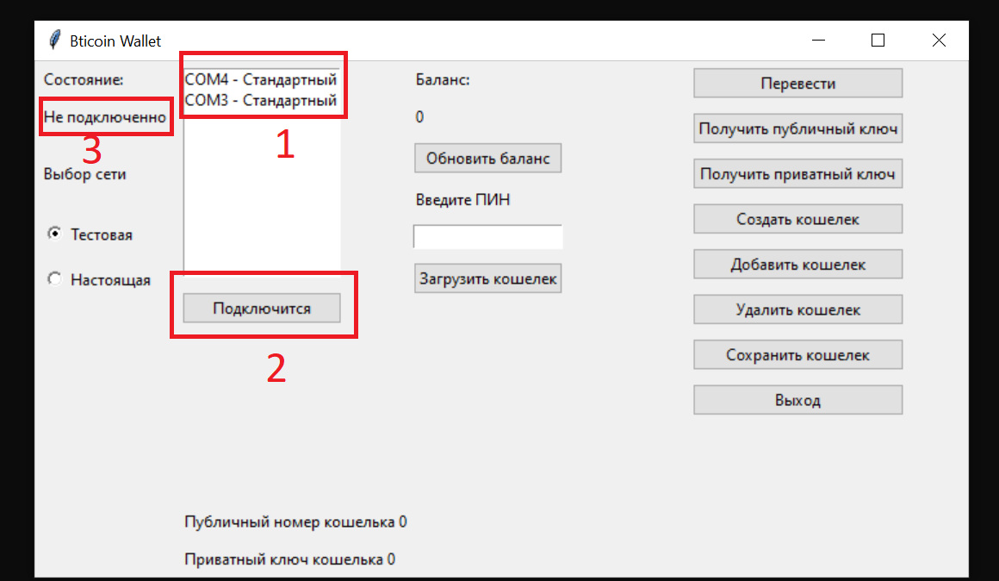 Bticoin Wallet
Состояние:
Не подключенно
3
Выбор сети
Тестовая
Настоящая
COM4 - Стандартный
COM3 - Стандартный
1
Подключится
2
Баланс:
0
Обновить баланс
Введите ПИН
Загрузить кошелек
Перевести
Получить публичный ключ
Получить приватный ключ
Создать кошелек
Добавить кошелек
Удалить кошелек
Сохранить кошелек
Выход
Публичный номер кошелька 0
Приватный ключ кошелька 0